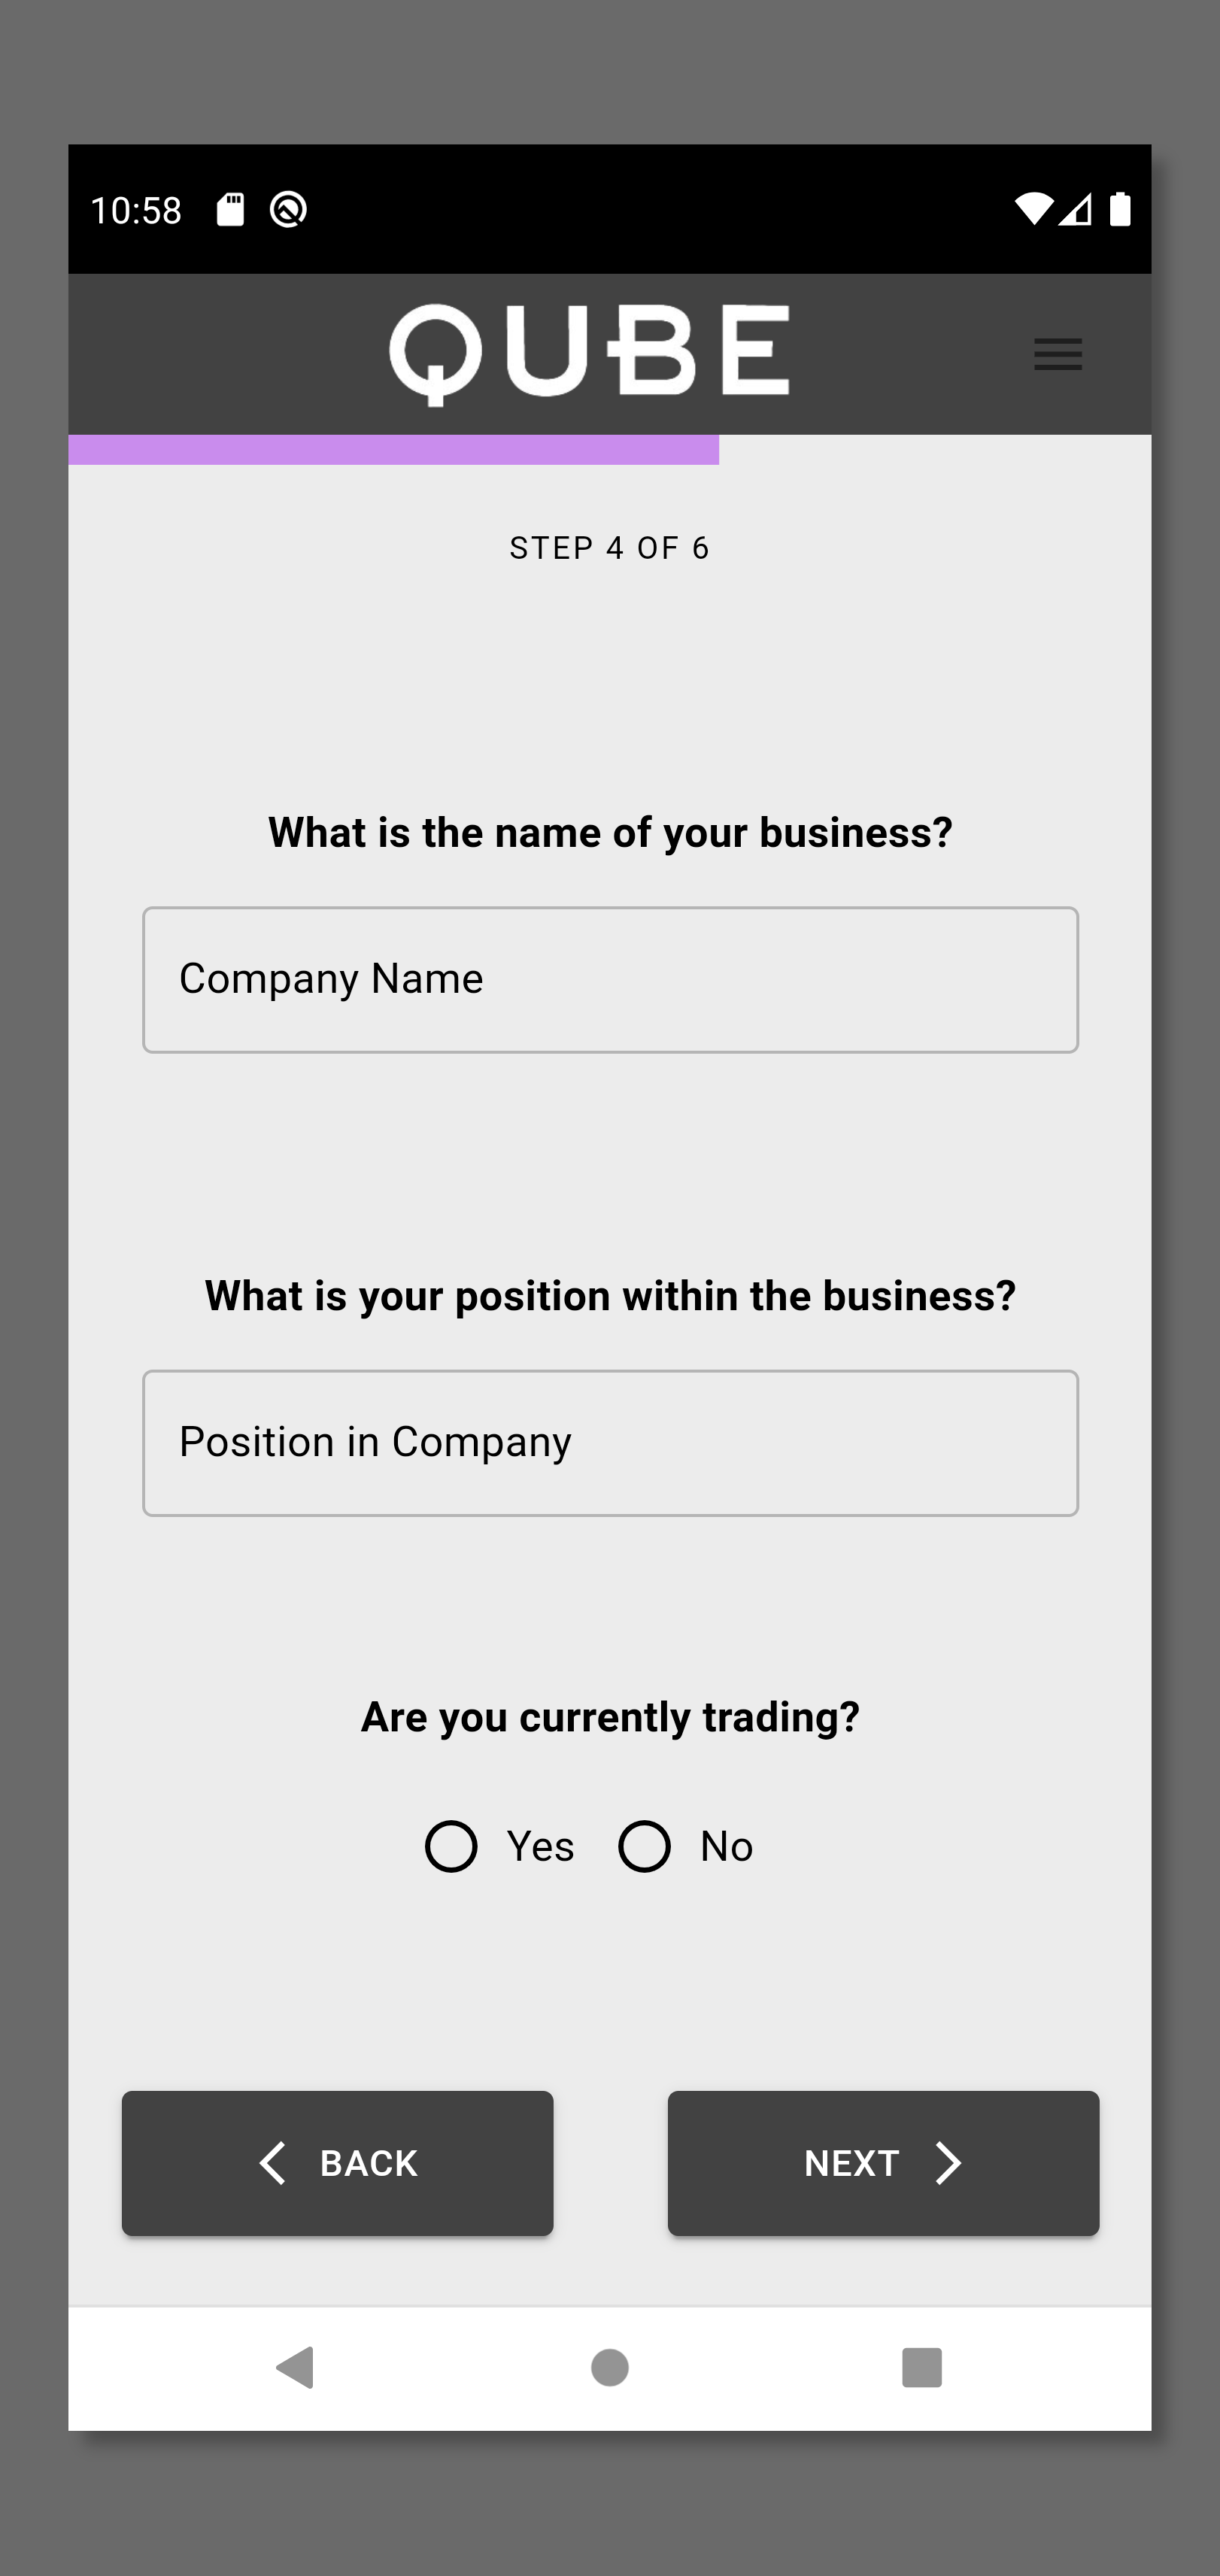 10:58
QUBE
STEP 4 OF 6
What is the name of your business?
Company Name
What is your position within the business?
Position in Company
Are you currently trading?
Yes No
BACK NEXT